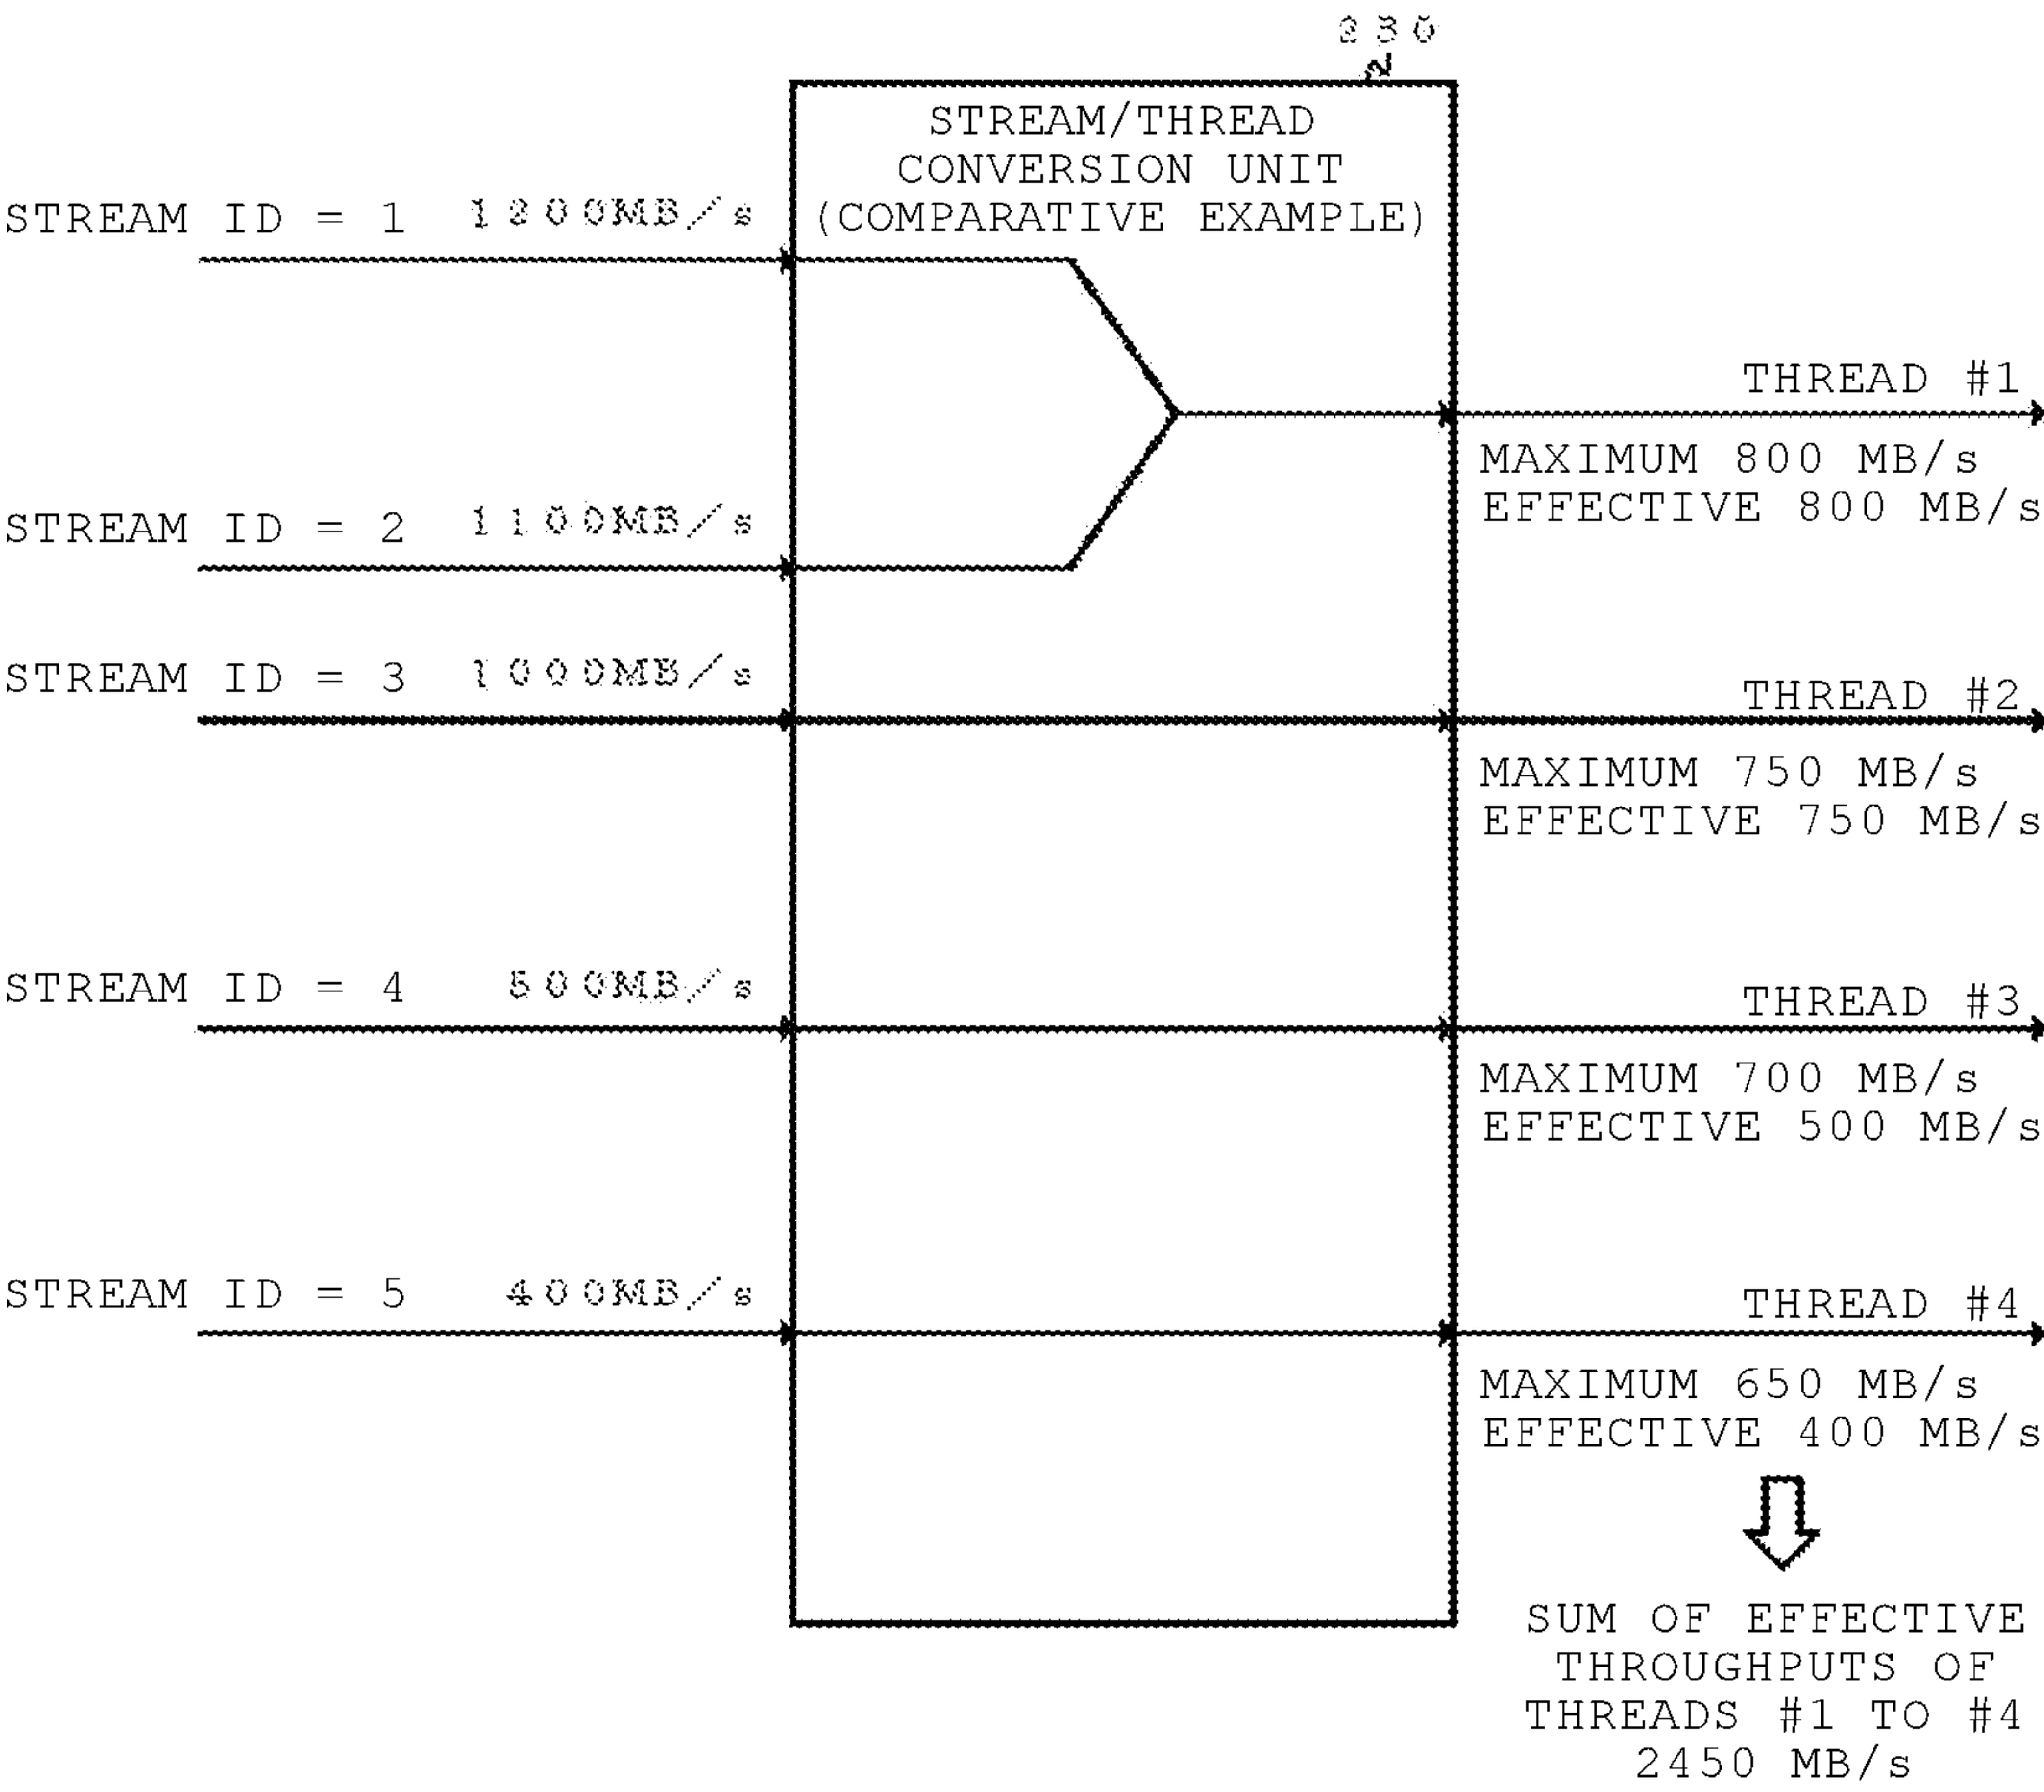 230
STREAM/THREAD
CONVERSION UNIT
(COMPARATIVE EXAMPLE)
STREAM ID = 1 1200MB/s
THREAD #1
MAXIMUM 800 MB/s
EFFECTIVE 800 MB/s
STREAM ID = 2 1100MB/s
STREAM ID = 3 1000MB/s
THREAD #2
MAXIMUM 750 MB/s
EFFECTIVE 750 MB/s
STREAM ID = 4 500MB/s
THREAD #3
MAXIMUM 700 MB/s
EFFECTIVE 500 MB/s
STREAM ID = 5 400MB/s
THREAD #4
MAXIMUM 650 MB/s
EFFECTIVE 400 MB/s
SUM OF EFFECTIVE
THROUGHPUTS OF
THREADS #1 TO #4
2450 MB/s